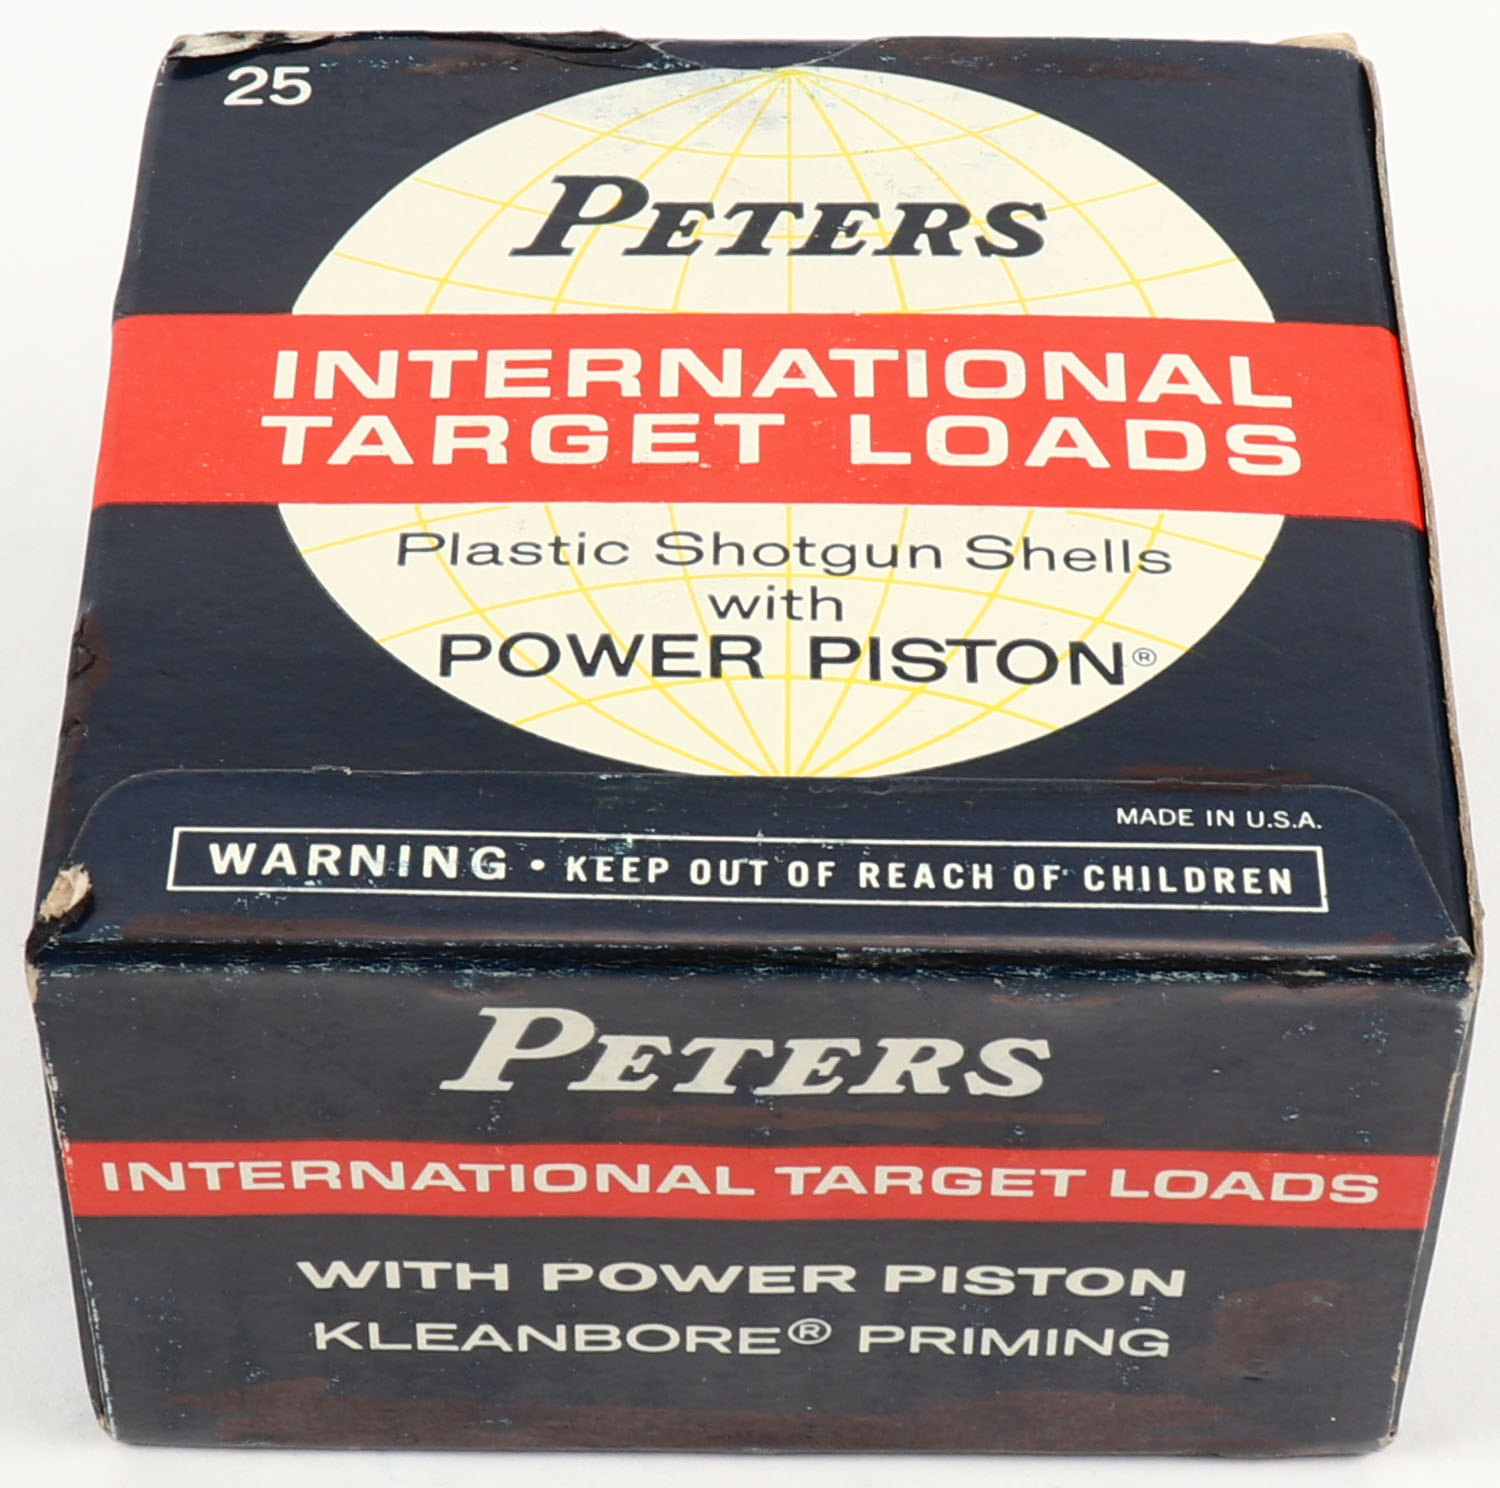 25
PETERS
INTERNATIONAL
TARGET LOADS
Plastic Shotgun Shells
with
POWER PISTON®
MADE IN U.S.A.
WARNING • KEEP OUT OF REACH OF CHILDREN
PETERS
INTERNATIONAL TARGET LOADS
WITH POWER PISTON
KLEANBORE® PRIMING